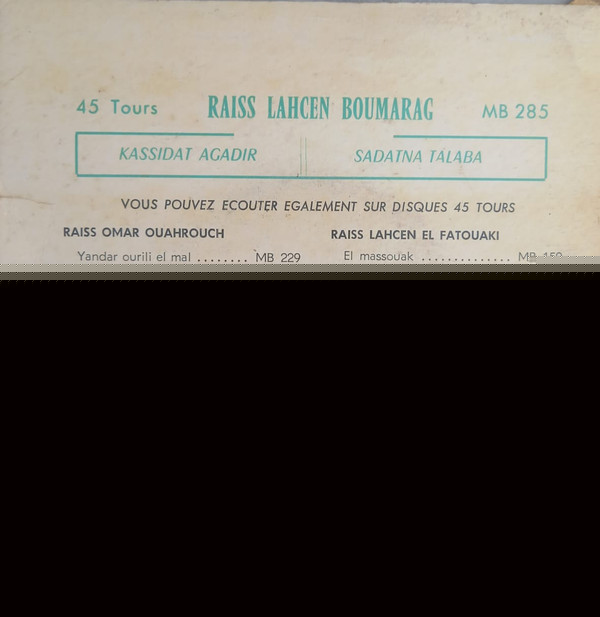 45 Tours RAISS LAHCEN BOUMARAG MB 285
KASSIDAT AGADIR SADATNA TALABA
VOUS POUVEZ ECOUTER EGALEMENT SUR DISQUES 45 TOURS
RAISS OMAR OUAHROUCH RAISS LAHCEN EL FATOUAKI
Yandar ourili el mal ........ MB 229 El massouak .............. MB